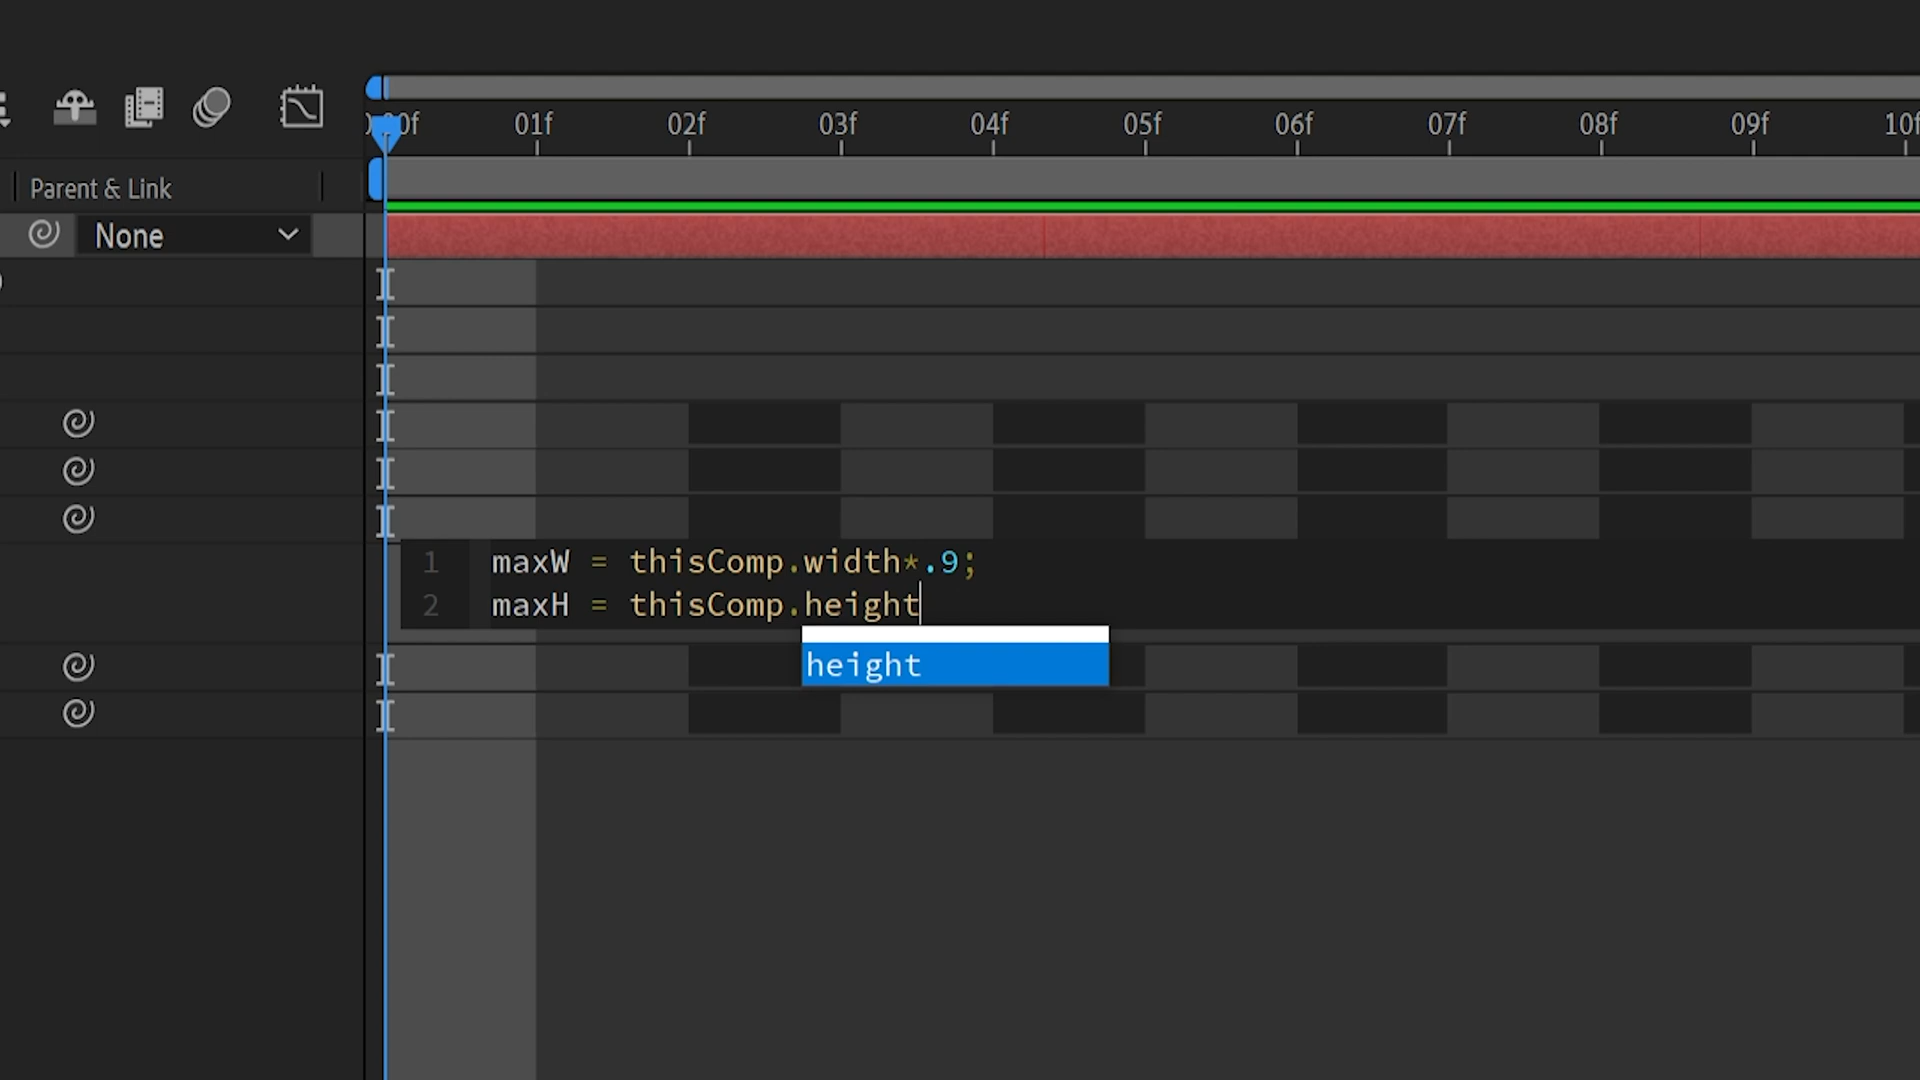 00f 01f 02f 03f 04f 05f 06f 07f 08f 09f 10f
Parent & Link
None
1 maxW = thisComp.width*.9;
2 maxH = thisComp.height
height